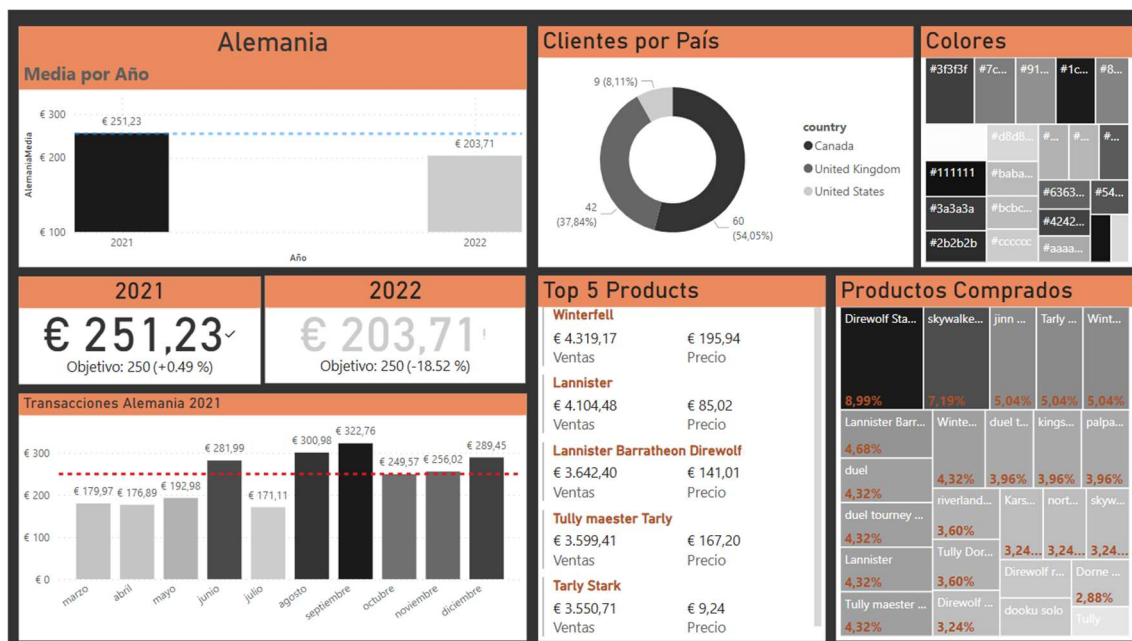 Alemania
Media por Año
€ 300
€ 200
€ 100
AlemaniaMedia
€ 251,23
€ 203,71
2021
2022
Año
Clientes por País
9 (8,11%)
42
(37,84%)
60
(54,05%)
country
Canada
United Kingdom
United States
Colores
#3f3f3f #7c... #91... #1c... #8...
#d8d8... #... #... #...
#111111 #baba... #6363... #54...
#3a3a3a #bcbc... #4242...
#2b2b2b #cccccc #aaaa...
2021
€ 251,23
Objetivo: 250 (+0.49 %)
2022
€ 203,71
Objetivo: 250 (-18.52 %)
Transacciones Alemania 2021
€ 300
€ 200
€ 100
€ 0
€ 179,97
€ 176,89
€ 192,98
€ 281,99
€ 171,11
€ 300,98
€ 322,76
€ 249,57
€ 256,02
€ 289,45
marzo
abril
mayo
junio
julio
agosto
septiembre
octubre
noviembre
diciembre
Top 5 Products
Winterfell
€ 4.319,17 € 195,94
Ventas Precio
Lannister
€ 4.104,48 € 85,02
Ventas Precio
Lannister Barratheon Direwolf
€ 3.642,40 € 141,01
Ventas Precio
Tully maester Tarly
€ 3.599,41 € 167,20
Ventas Precio
Tarly Stark
€ 3.550,71 € 9,24
Ventas Precio
Productos Comprados
Direwolf Sta... skywalke... jinn ... Tarly ... Wint...
8,99% 7,19% 5,04% 5,04% 5,04%
Lannister Barr... Winte... duel t... kings... palpa...
4,68% 4,32% 3,96% 3,96% 3,96%
duel
4,32%
duel tourney ...
4,32%
Lannister
4,32%
Tully maester ...
4,32%
riverland... Kars... nort... skyw...
3,60% 3,24... 3,24... 3,24...
Tully Dor...
3,60%
Direwolf ...
3,24%
Direwolf r... Dorne ...
2,88%
dooku solo Tully